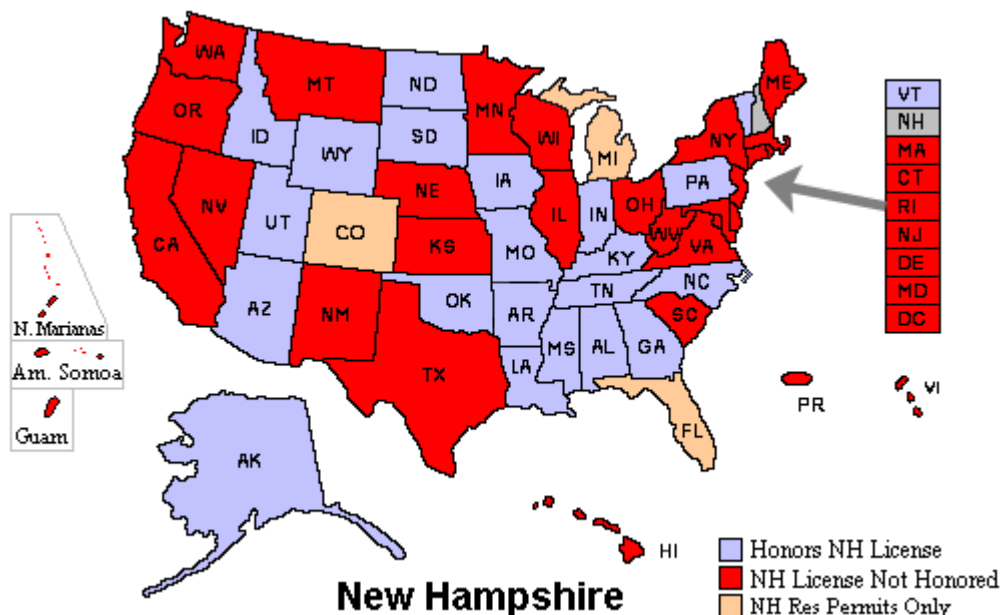 WA
MT
ND
MN
ME
OR
ID
SD
WI
NY
WY
MI
VT
NH
MA
CT
RI
NJ
DE
MD
DC
NE
IA
PA
NV
UT
CO
IL
IN
OH
WV
VA
CA
KS
MO
KY
NC
AZ
NM
OK
AR
TN
SC
MS
AL
GA
TX
LA
FL
N. Marianas
Am. Somoa
Guam
AK
HI
PR
VI
Honors NH License
NH License Not Honored
NH Res Permits Only
New Hampshire